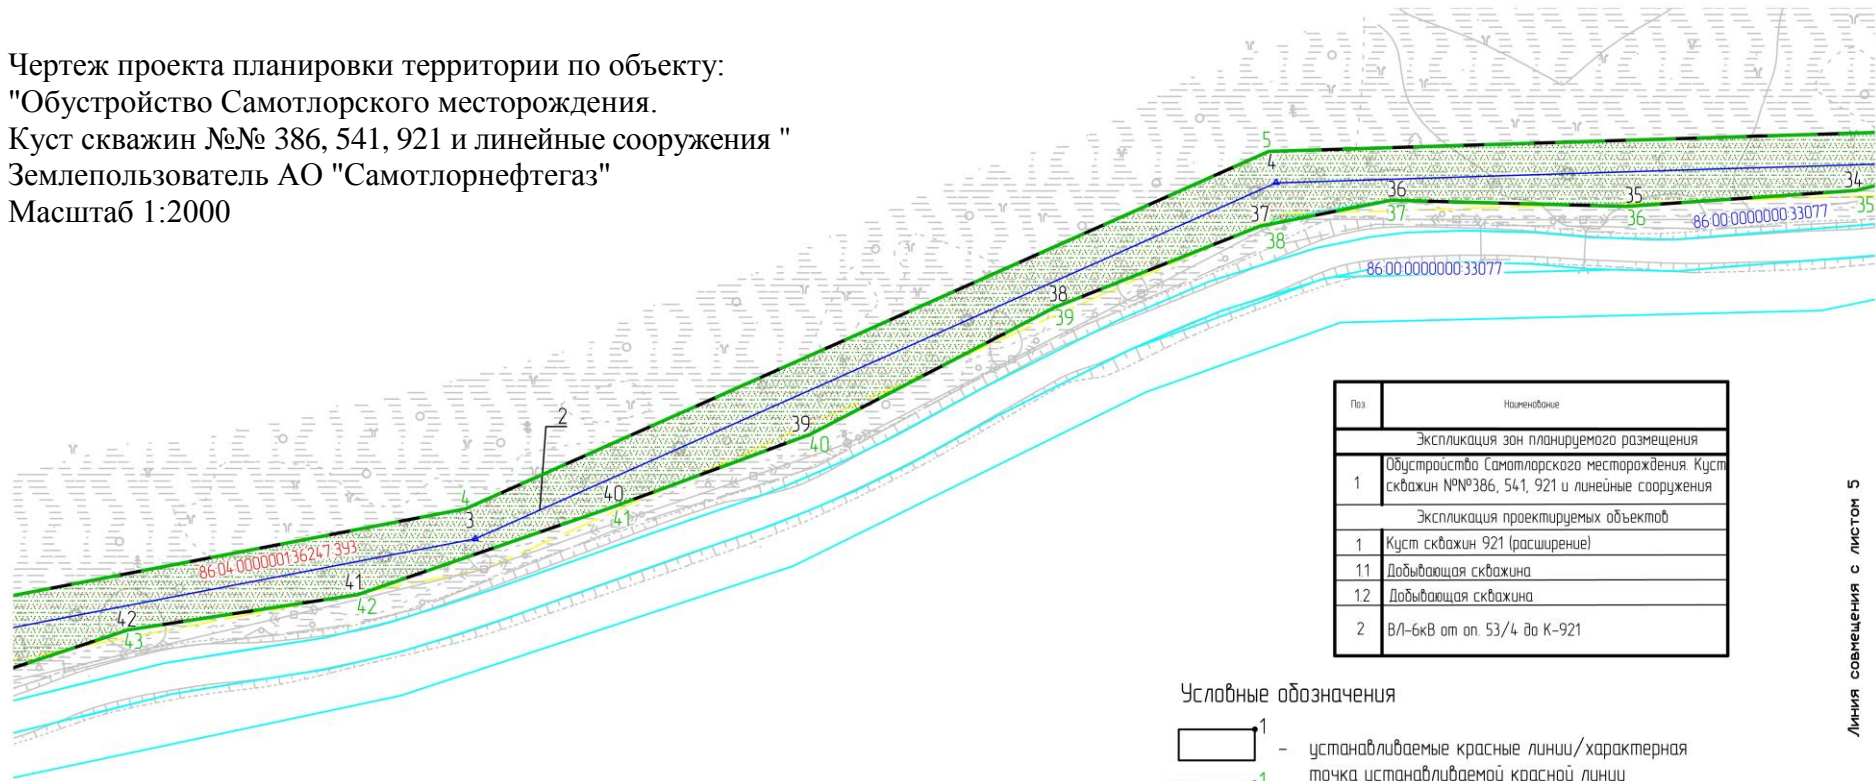 Чертеж проекта планировки территории по объекту:
"Обустройство Самотлорского месторождения.
Куст скважин №№ 386, 541, 921 и линейные сооружения "
Землепользователь АО "Самотлорнефтегаз"
Масштаб 1:2000
5
4
36
37
37
38
35
36
34
35
86:00:0000000:33077
86:00:0000000:33077
38
39
39
40
2
4
3
40
41
86:04:0000001:36247.393
41
42
42
43
Поз.
Наименование
Экспликация зон планируемого размещения
1
Обустройство Самотлорского месторождения. Куст
скважин №№386, 541, 921 и линейные сооружения
Экспликация проектируемых объектов
1
Куст скважин 921 (расширение)
1.1
Добывающая скважина
1.2
Добывающая скважина
2
ВЛ-6кВ от оп. 53/4 до К-921
Линия совмещения с листом 5
Условные обозначения
1
- устанавливаемые красные линии/характерная
1
точка устанавливаемой красной линии